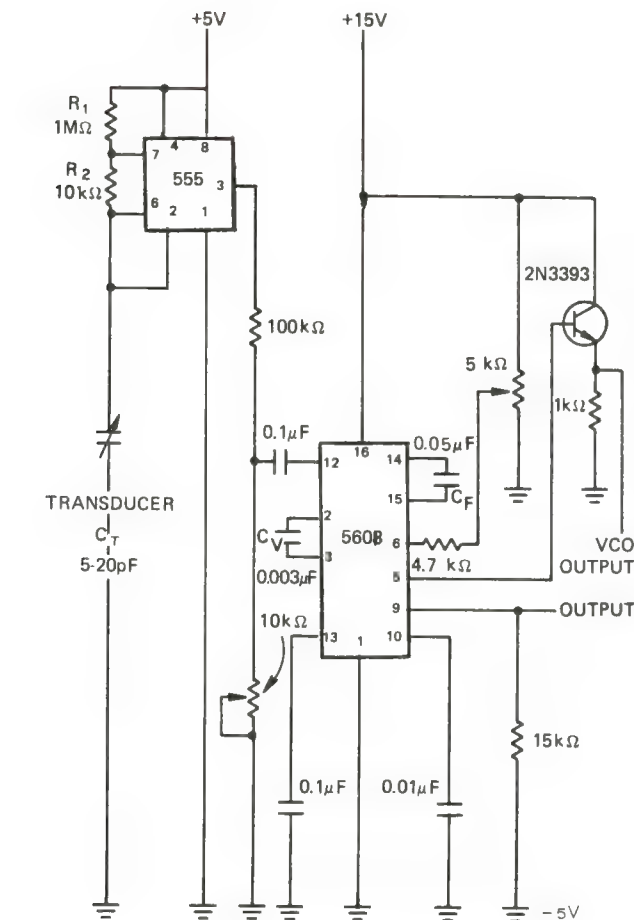 +5V
+15V
R1
1MΩ
R2
10kΩ
4
8
7
555
3
6
2
1
2N3393
100kΩ
5 kΩ
1kΩ
0.1μF
0.05μF
12
16
14
TRANSDUCER
CT
5-20pF
2
CV
3
0.003μF
560B
15
CF
6
4.7 kΩ
5
VCO
OUTPUT
9
OUTPUT
10kΩ
13
1
10
15kΩ
0.1μF
0.01μF
-5V